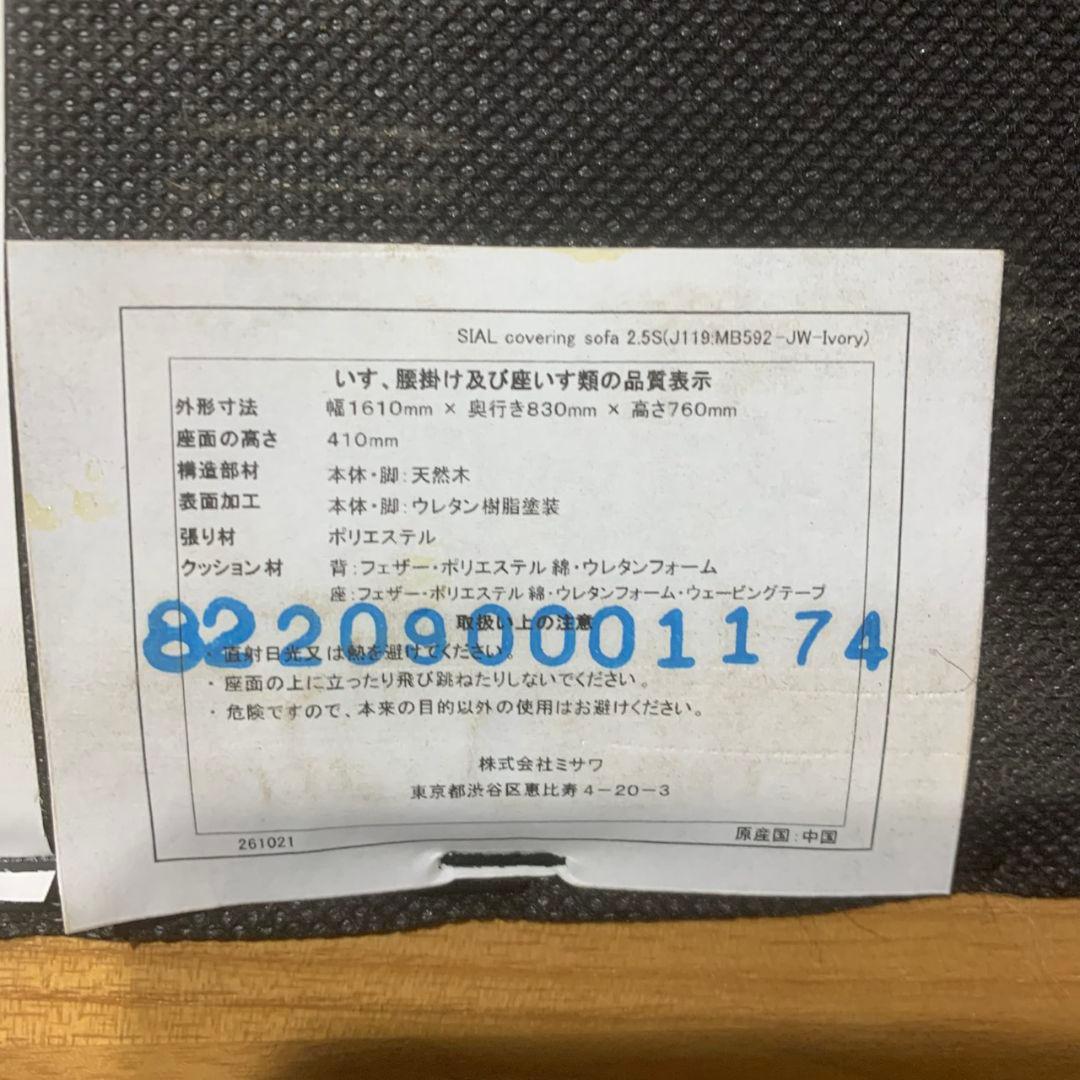 SIAL covering sofa 2.5S(J119:MB592-JW-Ivory)
いす、腰掛け及び座いす類の品質表示
外形寸法 幅1610mm × 奥行き830mm × 高さ760mm
座面の高さ 410mm
構造部材 本体・脚:天然木
表面加工 本体・脚:ウレタン樹脂塗装
張り材 ポリエステル
クッション材 背:フェザー・ポリエステル綿・ウレタンフォーム
座:フェザー・ポリエステル綿・ウレタンフォーム・ウェービングテープ
取扱い上の注意
822090001174
・直射日光又は熱を避けてください。
・座面の上に立ったり飛び跳ねたりしないでください。
・危険ですので、本来の目的以外の使用はお避けください。
株式会社ミサワ
東京都渋谷区恵比寿4-20-3
261021 原産国:中国